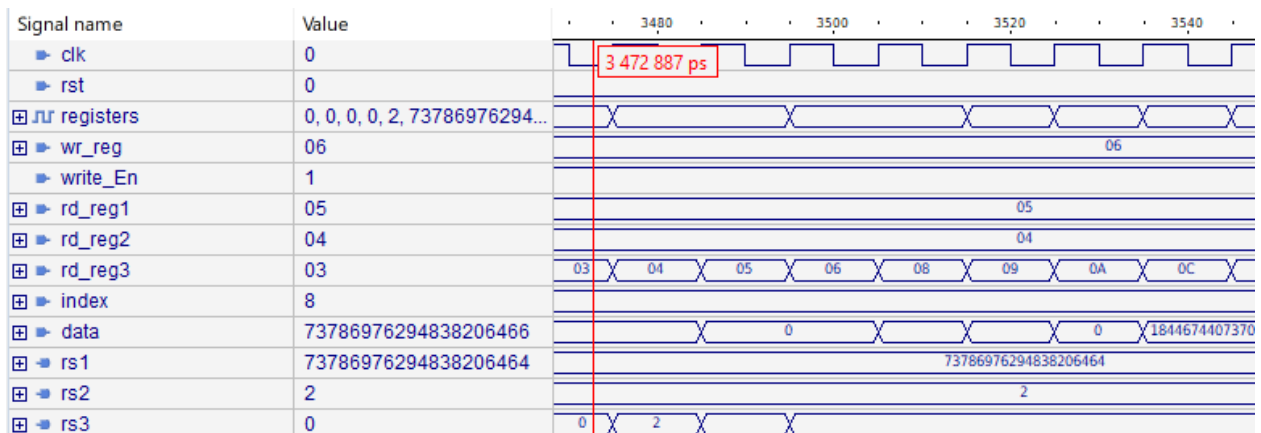 Signal name Value 3480 3500 3520 3540
clk 0
3 472 887 ps
rst 0
registers 0, 0, 0, 0, 2, 73786976294...
wr_reg 06 06
write_En 1
rd_reg1 05 05
rd_reg2 04 04
rd_reg3 03 03 04 05 06 08 09 0A 0C
index 8
data 73786976294838206466 0 0 1844674407370
rs1 73786976294838206464 73786976294838206464
rs2 2 2
rs3 0 0 2